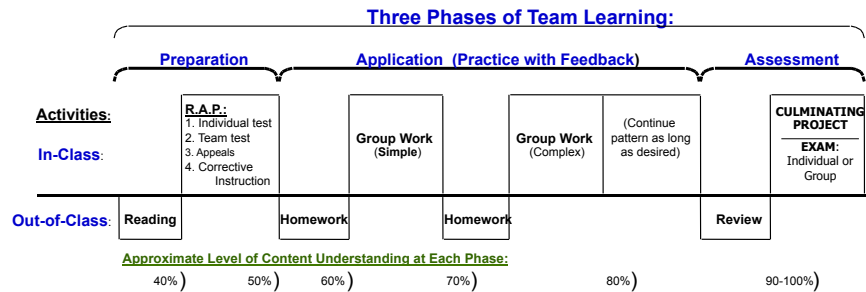 Three Phases of Team Learning:
Preparation
Application (Practice with Feedback)
Assessment
Activities:
In-Class:
R.A.P.:
1. Individual test
2. Team test
3. Appeals
4. Corrective
Instruction
Group Work
(Simple)
Group Work
(Complex)
(Continue
pattern as long
as desired)
CULMINATING
PROJECT
EXAM:
Individual or
Group
Out-of-Class:
Reading
Homework
Homework
Review
Approximate Level of Content Understanding at Each Phase:
40%) 50%) 60%) 70%) 80%) 90-100%)